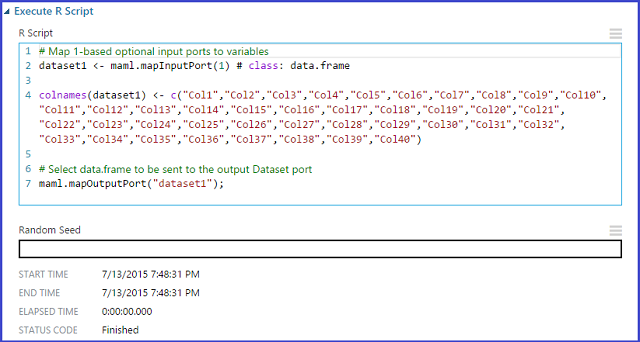 Execute R Script
R Script
1 # Map 1-based optional input ports to variables
2 dataset1 <- maml.mapInputPort(1) # class: data.frame
3
4 colnames(dataset1) <- c("Col1","Col2","Col3","Col4","Col5","Col6","Col7","Col8","Col9","Col10",
"Col11","Col12","Col13","Col14","Col15","Col16","Col17","Col18","Col19","Col20","Col21",
"Col22","Col23","Col24","Col25","Col26","Col27","Col28","Col29","Col30","Col31","Col32",
"Col33","Col34","Col35","Col36","Col37","Col38","Col39","Col40")
5
6 # Select data.frame to be sent to the output Dataset port
7 maml.mapOutputPort("dataset1");
Random Seed
START TIME 7/13/2015 7:48:31 PM
END TIME 7/13/2015 7:48:31 PM
ELAPSED TIME 0:00:00.000
STATUS CODE Finished